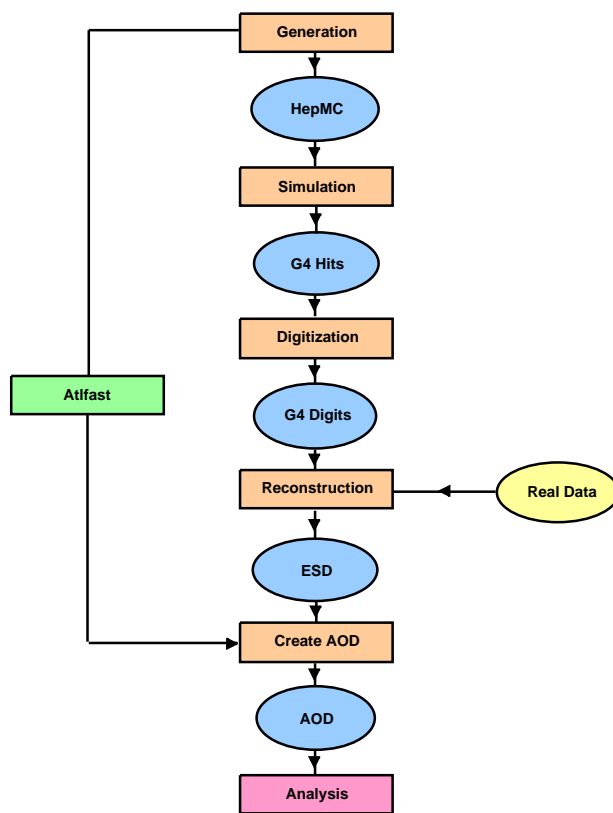 Generation
HepMC
Simulation
G4 Hits
Digitization
Atlfast
G4 Digits
Reconstruction
Real Data
ESD
Create AOD
AOD
Analysis